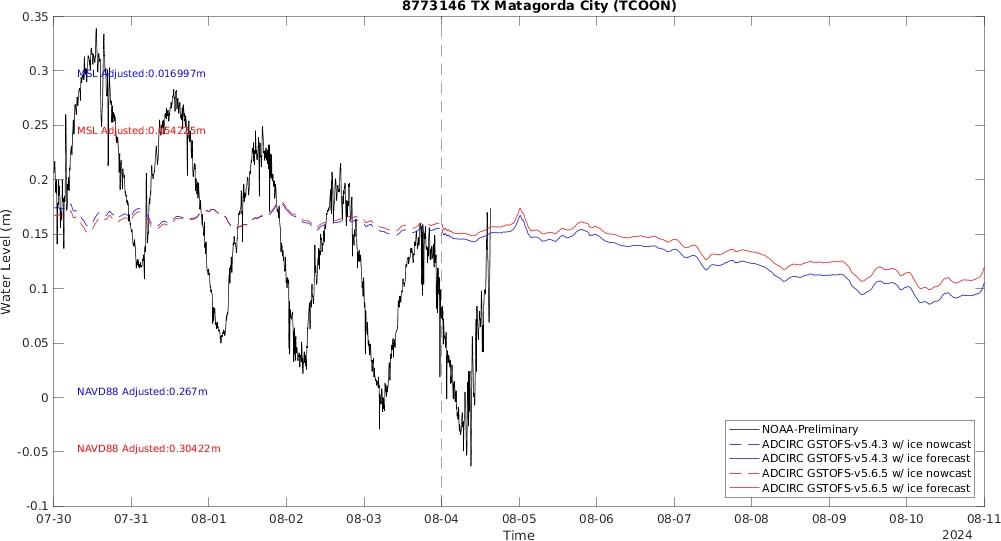 8773146 TX Matagorda City (TCOON)
0.35
0.3
0.25
0.2
0.15
0.1
0.05
0
-0.05
-0.1
Water Level (m)
MSL Adjusted:0.016997m
MSL Adjusted:0.054225m
NAVD88 Adjusted:0.267m
NAVD88 Adjusted:0.30422m
NOAA-Preliminary
ADCIRC GSTOFS-v5.4.3 w/ ice nowcast
ADCIRC GSTOFS-v5.4.3 w/ ice forecast
ADCIRC GSTOFS-v5.6.5 w/ ice nowcast
ADCIRC GSTOFS-v5.6.5 w/ ice forecast
07-30 07-31 08-01 08-02 08-03 08-04 08-05 08-06 08-07 08-08 08-09 08-10 08-11
Time
2024